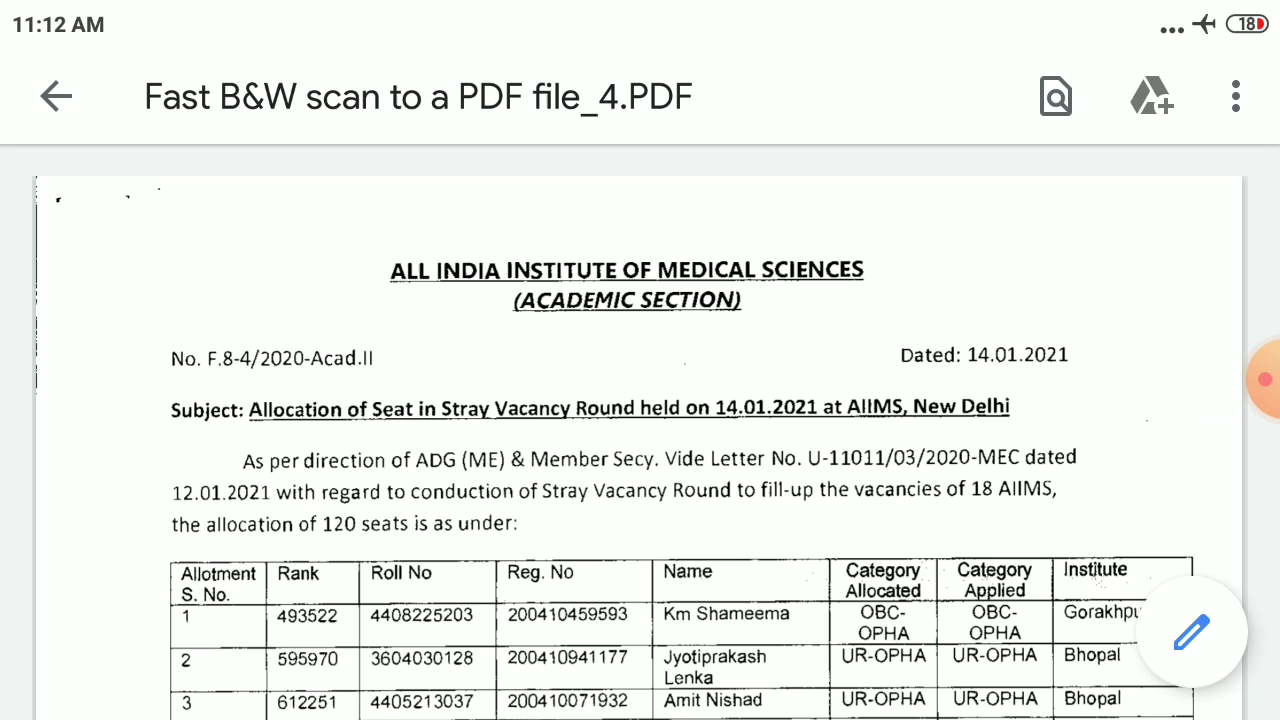 11:12 AM
18
Fast B&W scan to a PDF file_4.PDF
ALL INDIA INSTITUTE OF MEDICAL SCIENCES
(ACADEMIC SECTION)
No. F.8-4/2020-Acad.II Dated: 14.01.2021
Subject: Allocation of Seat in Stray Vacancy Round held on 14.01.2021 at AIIMS, New Delhi
As per direction of ADG (ME) & Member Secy. Vide Letter No. U-11011/03/2020-MEC dated
12.01.2021 with regard to conduction of Stray Vacancy Round to fill-up the vacancies of 18 AIIMS,
the allocation of 120 seats is as under:
Allotment Rank Roll No Reg. No Name Category Category Institute
S. No. Allocated Applied
1 493522 4408225203 200410459593 Km Shameema OBC- OBC- Gorakhpu
OPHA OPHA
2 595970 3604030128 200410941177 Jyotiprakash UR-OPHA UR-OPHA Bhopal
Lenka
3 612251 4405213037 200410071932 Amit Nishad UR-OPHA UR-OPHA Bhopal